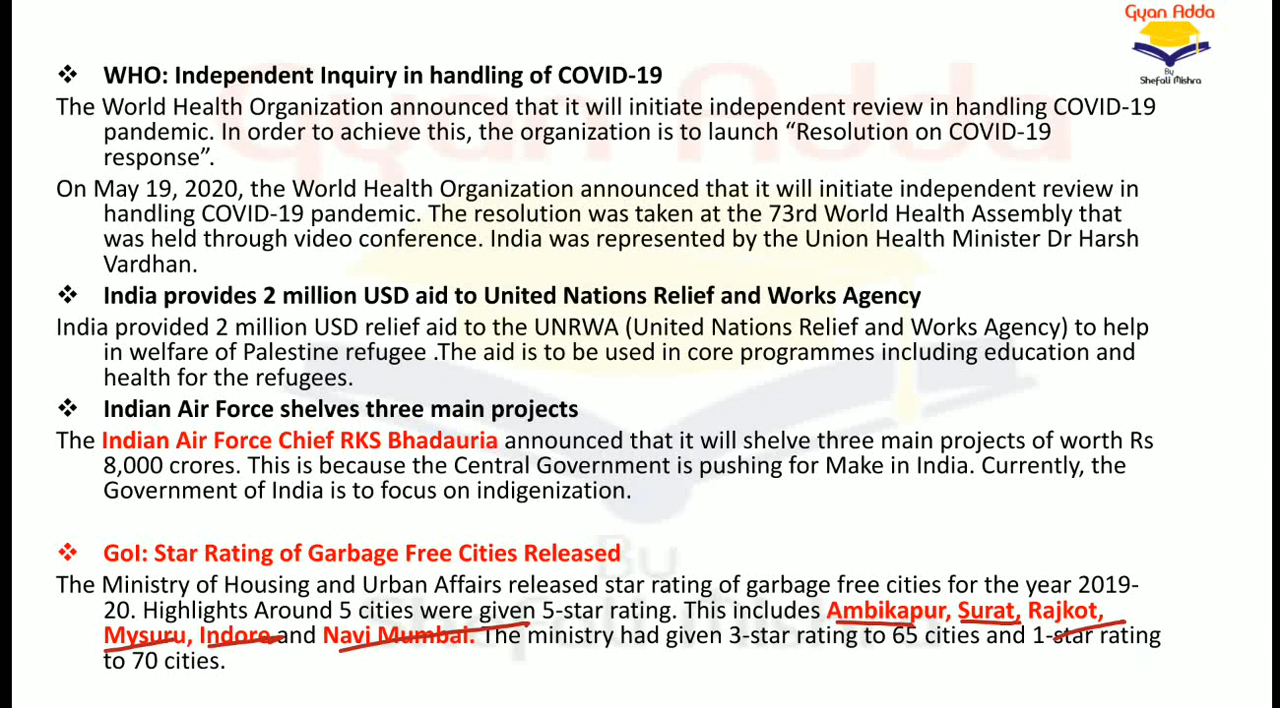 Gyan Adda
By
Shefali Mishra
❖ WHO: Independent Inquiry in handling of COVID-19
The World Health Organization announced that it will initiate independent review in handling COVID-19
pandemic. In order to achieve this, the organization is to launch “Resolution on COVID-19
response”.
On May 19, 2020, the World Health Organization announced that it will initiate independent review in
handling COVID-19 pandemic. The resolution was taken at the 73rd World Health Assembly that
was held through video conference. India was represented by the Union Health Minister Dr Harsh
Vardhan.
❖ India provides 2 million USD aid to United Nations Relief and Works Agency
India provided 2 million USD relief aid to the UNRWA (United Nations Relief and Works Agency) to help
in welfare of Palestine refugee .The aid is to be used in core programmes including education and
health for the refugees.
❖ Indian Air Force shelves three main projects
The Indian Air Force Chief RKS Bhadauria announced that it will shelve three main projects of worth Rs
8,000 crores. This is because the Central Government is pushing for Make in India. Currently, the
Government of India is to focus on indigenization.
❖ GoI: Star Rating of Garbage Free Cities Released
The Ministry of Housing and Urban Affairs released star rating of garbage free cities for the year 2019-
20. Highlights Around 5 cities were given 5-star rating. This includes Ambikapur, Surat, Rajkot,
Mysuru, Indore and Navi Mumbai. The ministry had given 3-star rating to 65 cities and 1-star rating
to 70 cities.
Gyan Adda
By
Shefali Mishra